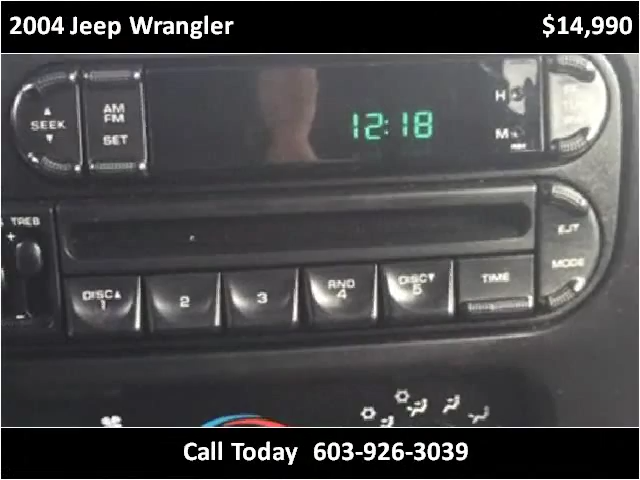 2004 Jeep Wrangler $14,990
SEEK
AM
FM
SET
12:18
H
M
TREB
+
-
EJT
MODE
DISC▲
1
2
3
RND
4
DISC▼
5
TIME
Call Today 603-926-3039